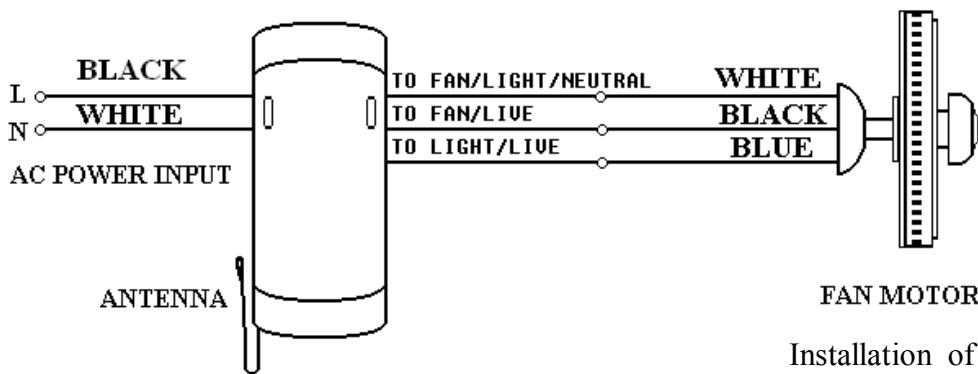 BLACK
TO FAN/LIGHT/NEUTRAL
WHITE
L
WHITE
TO FAN/LIVE
BLACK
N
TO LIGHT/LIVE
BLUE
AC POWER INPUT
ANTENNA
FAN MOTOR
Installation of